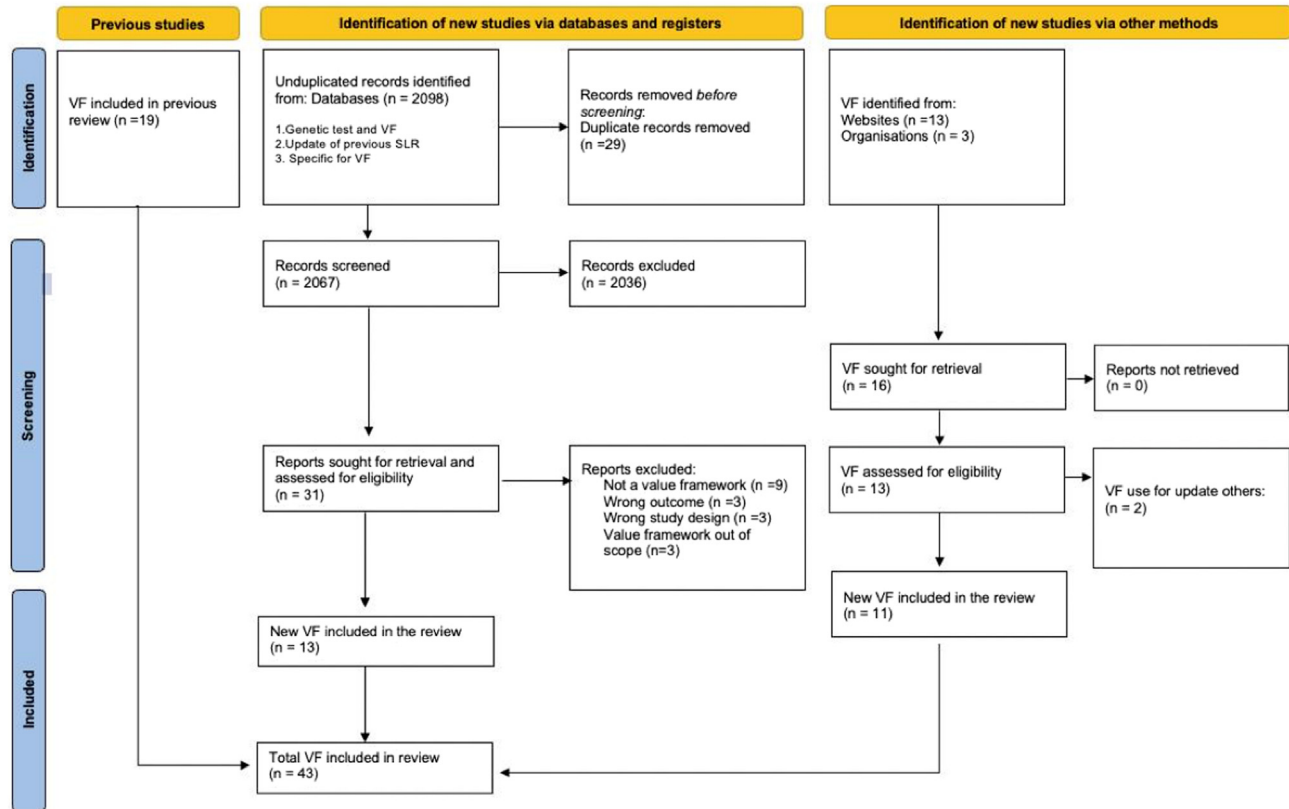 Previous studies
Identification of new studies via databases and registers
Identification of new studies via other methods
Identification
VF included in previous
review (n =19)
Unduplicated records identified
from: Databases (n = 2098)
1.Genetic test and VF
2.Update of previous SLR
3. Specific for VF
Records removed before
screening:
Duplicate records removed
(n =29)
VF identified from:
Websites (n =13)
Organisations (n = 3)
Screening
Records screened
(n = 2067)
Records excluded
(n = 2036)
VF sought for retrieval
(n = 16)
Reports not retrieved
(n = 0)
Reports sought for retrieval and
assessed for eligibility
(n = 31)
Reports excluded:
Not a value framework (n =9)
Wrong outcome (n =3)
Wrong study design (n =3)
Value framework out of
scope (n=3)
VF assessed for eligibility
(n = 13)
VF use for update others:
(n = 2)
Included
New VF included in the review
(n = 13)
New VF included in the review
(n = 11)
Total VF included in review
(n = 43)